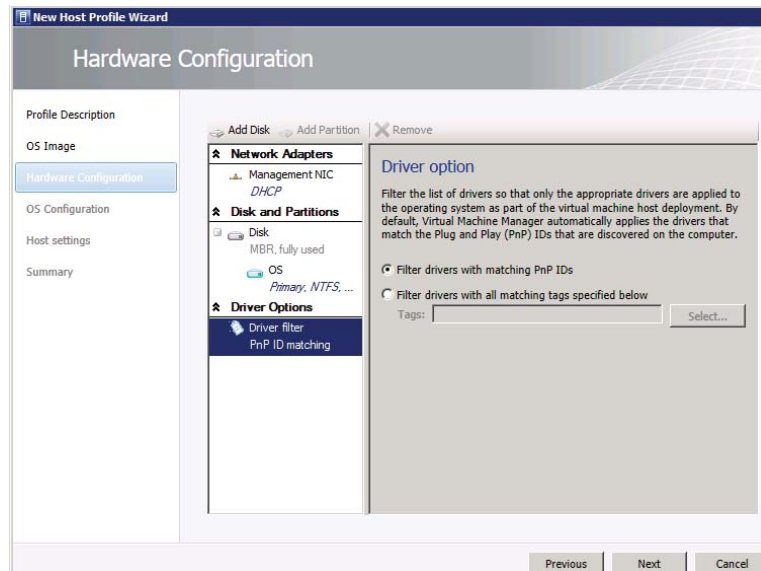 New Host Profile Wizard
Hardware Configuration
Profile Description
OS Image
Hardware Configuration
OS Configuration
Host settings
Summary
Add Disk Add Partition Remove
Network Adapters
Management NIC
DHCP
Disk and Partitions
Disk
MBR, fully used
OS
Primary, NTFS, ...
Driver Options
Driver filter
PnP ID matching
Driver option
Filter the list of drivers so that only the appropriate drivers are applied to
the operating system as part of the virtual machine host deployment. By
default, Virtual Machine Manager automatically applies the drivers that
match the Plug and Play (PnP) IDs that are discovered on the computer.
Filter drivers with matching PnP IDs
Filter drivers with all matching tags specified below
Tags: Select...
Previous Next Cancel